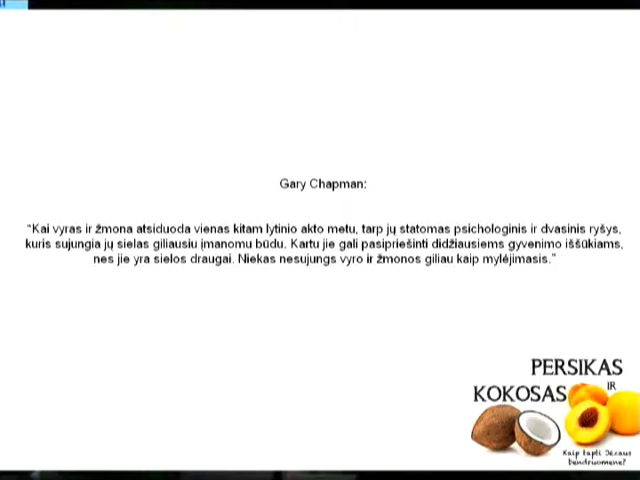 Gary Chapman:
“Kai vyras ir žmona atsiduoda vienas kitam lytinio akto metu, tarp jų statomas psichologinis ir dvasinis ryšys,
kuris sujungia jų sielas giliausiu įmanomu būdu. Kartu jie gali pasipriešinti didžiausiems gyvenimo iššūkiams,
nes jie yra sielos draugai. Niekas nesujungs vyro ir žmonos giliau kaip mylėjimasis.”
PERSIKAS
IR
KOKOSAS
Kaip tapti Jėzaus
bendruomene?